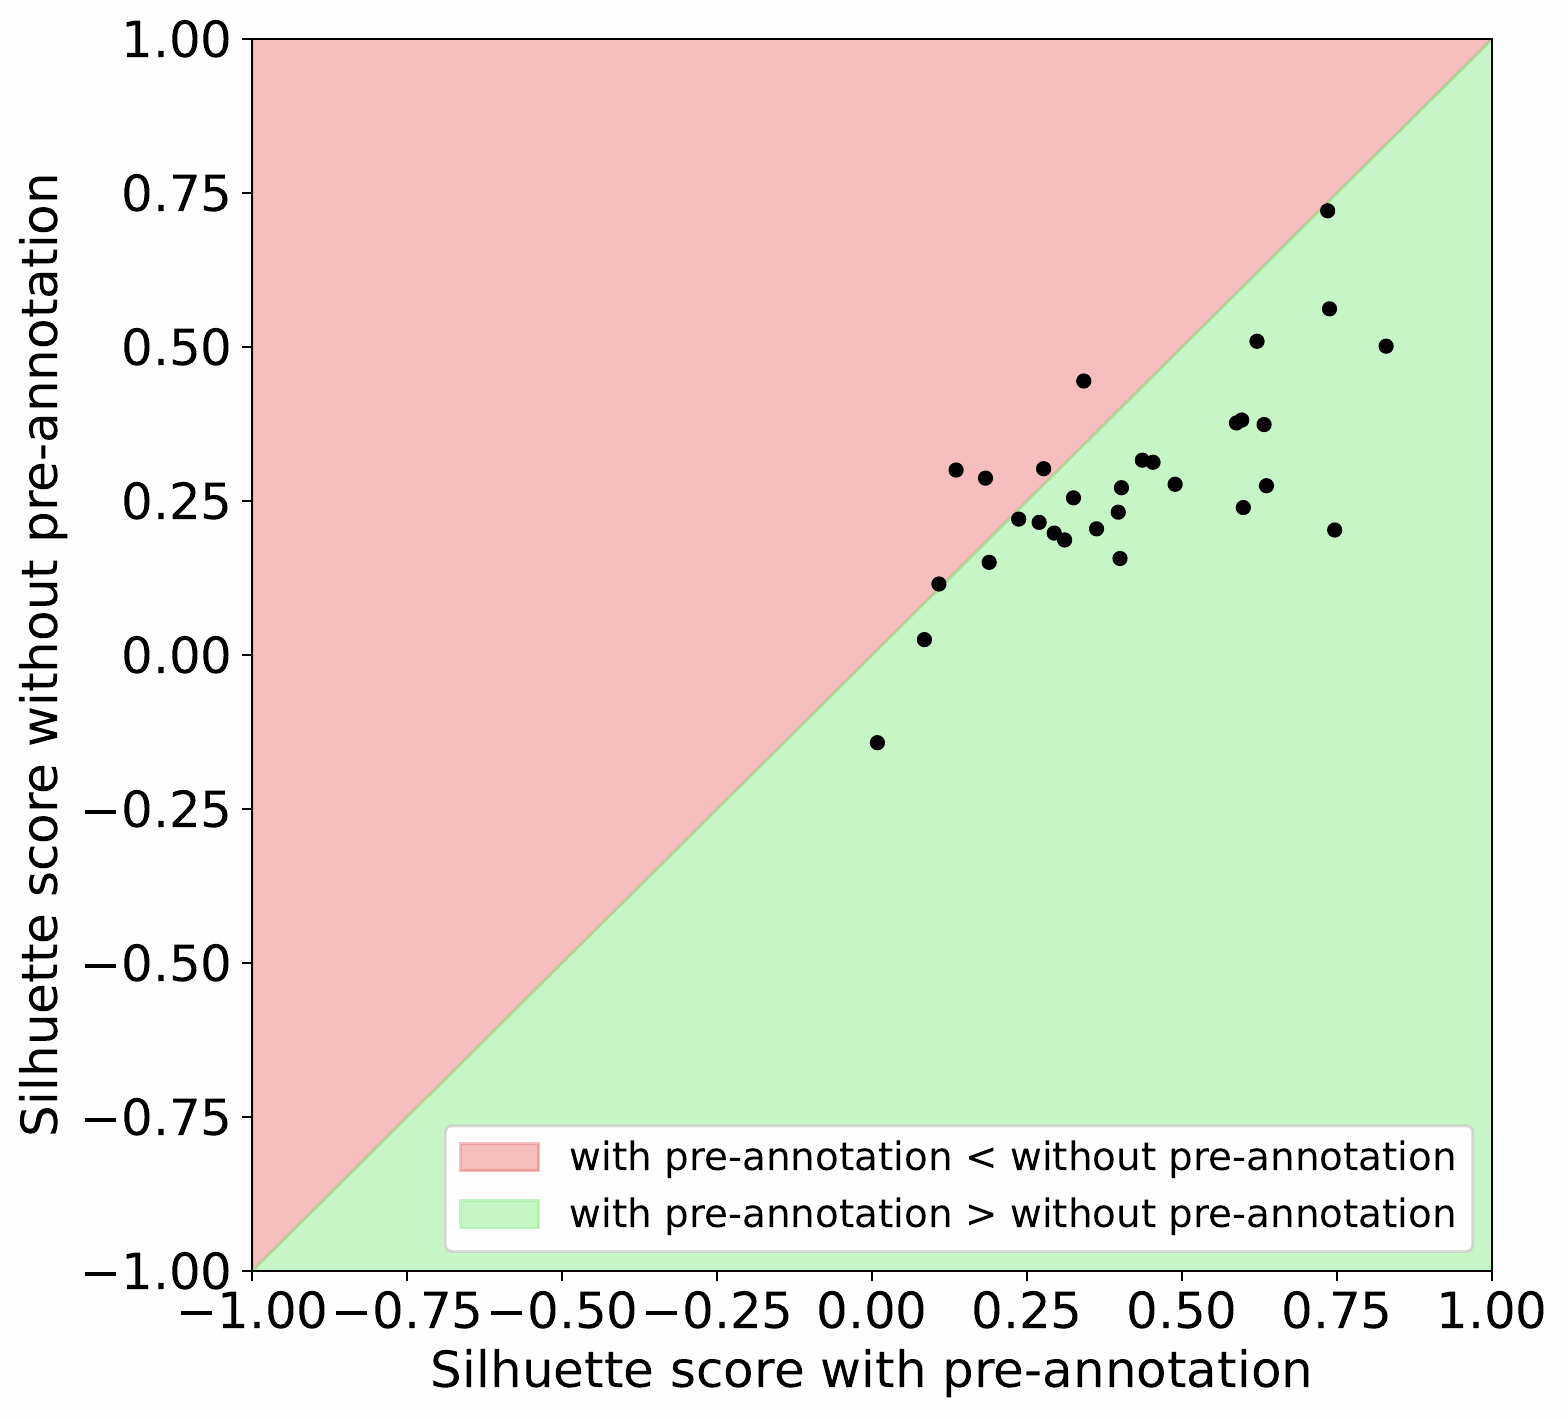 Silhuette score without pre-annotation
1.00
0.75
0.50
0.25
0.00
−0.25
−0.50
−0.75
−1.00
with pre-annotation < without pre-annotation
with pre-annotation > without pre-annotation
−1.00 −0.75 −0.50 −0.25 0.00 0.25 0.50 0.75 1.00
Silhuette score with pre-annotation